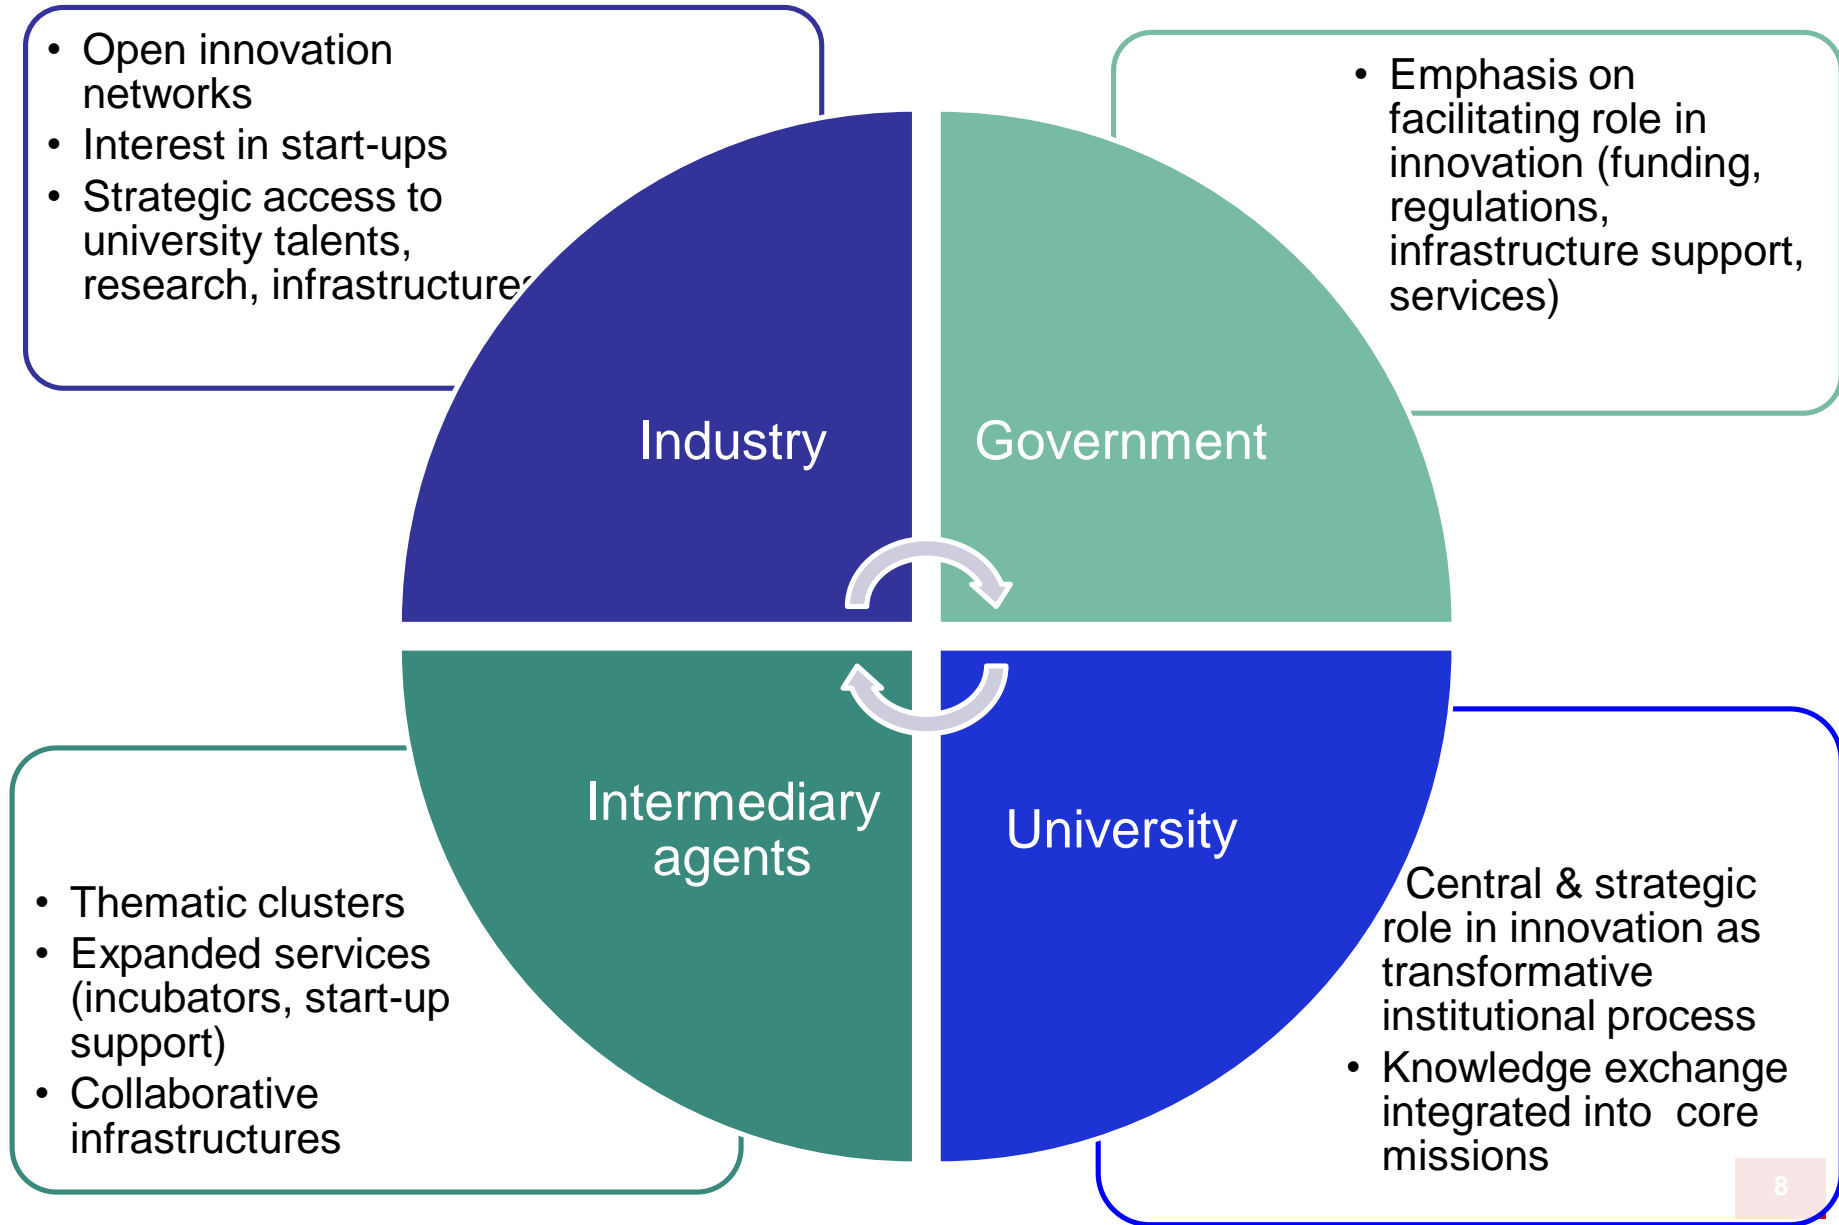 • Open innovation
networks
• Interest in start-ups
• Strategic access to
university talents,
research, infrastructures
• Emphasis on
facilitating role in
innovation (funding,
regulations,
infrastructure support,
services)
Industry
Government
Intermediary
agents
University
• Thematic clusters
• Expanded services
(incubators, start-up
support)
• Collaborative
infrastructures
Central & strategic
role in innovation as
transformative
institutional process
• Knowledge exchange
integrated into core
missions
8